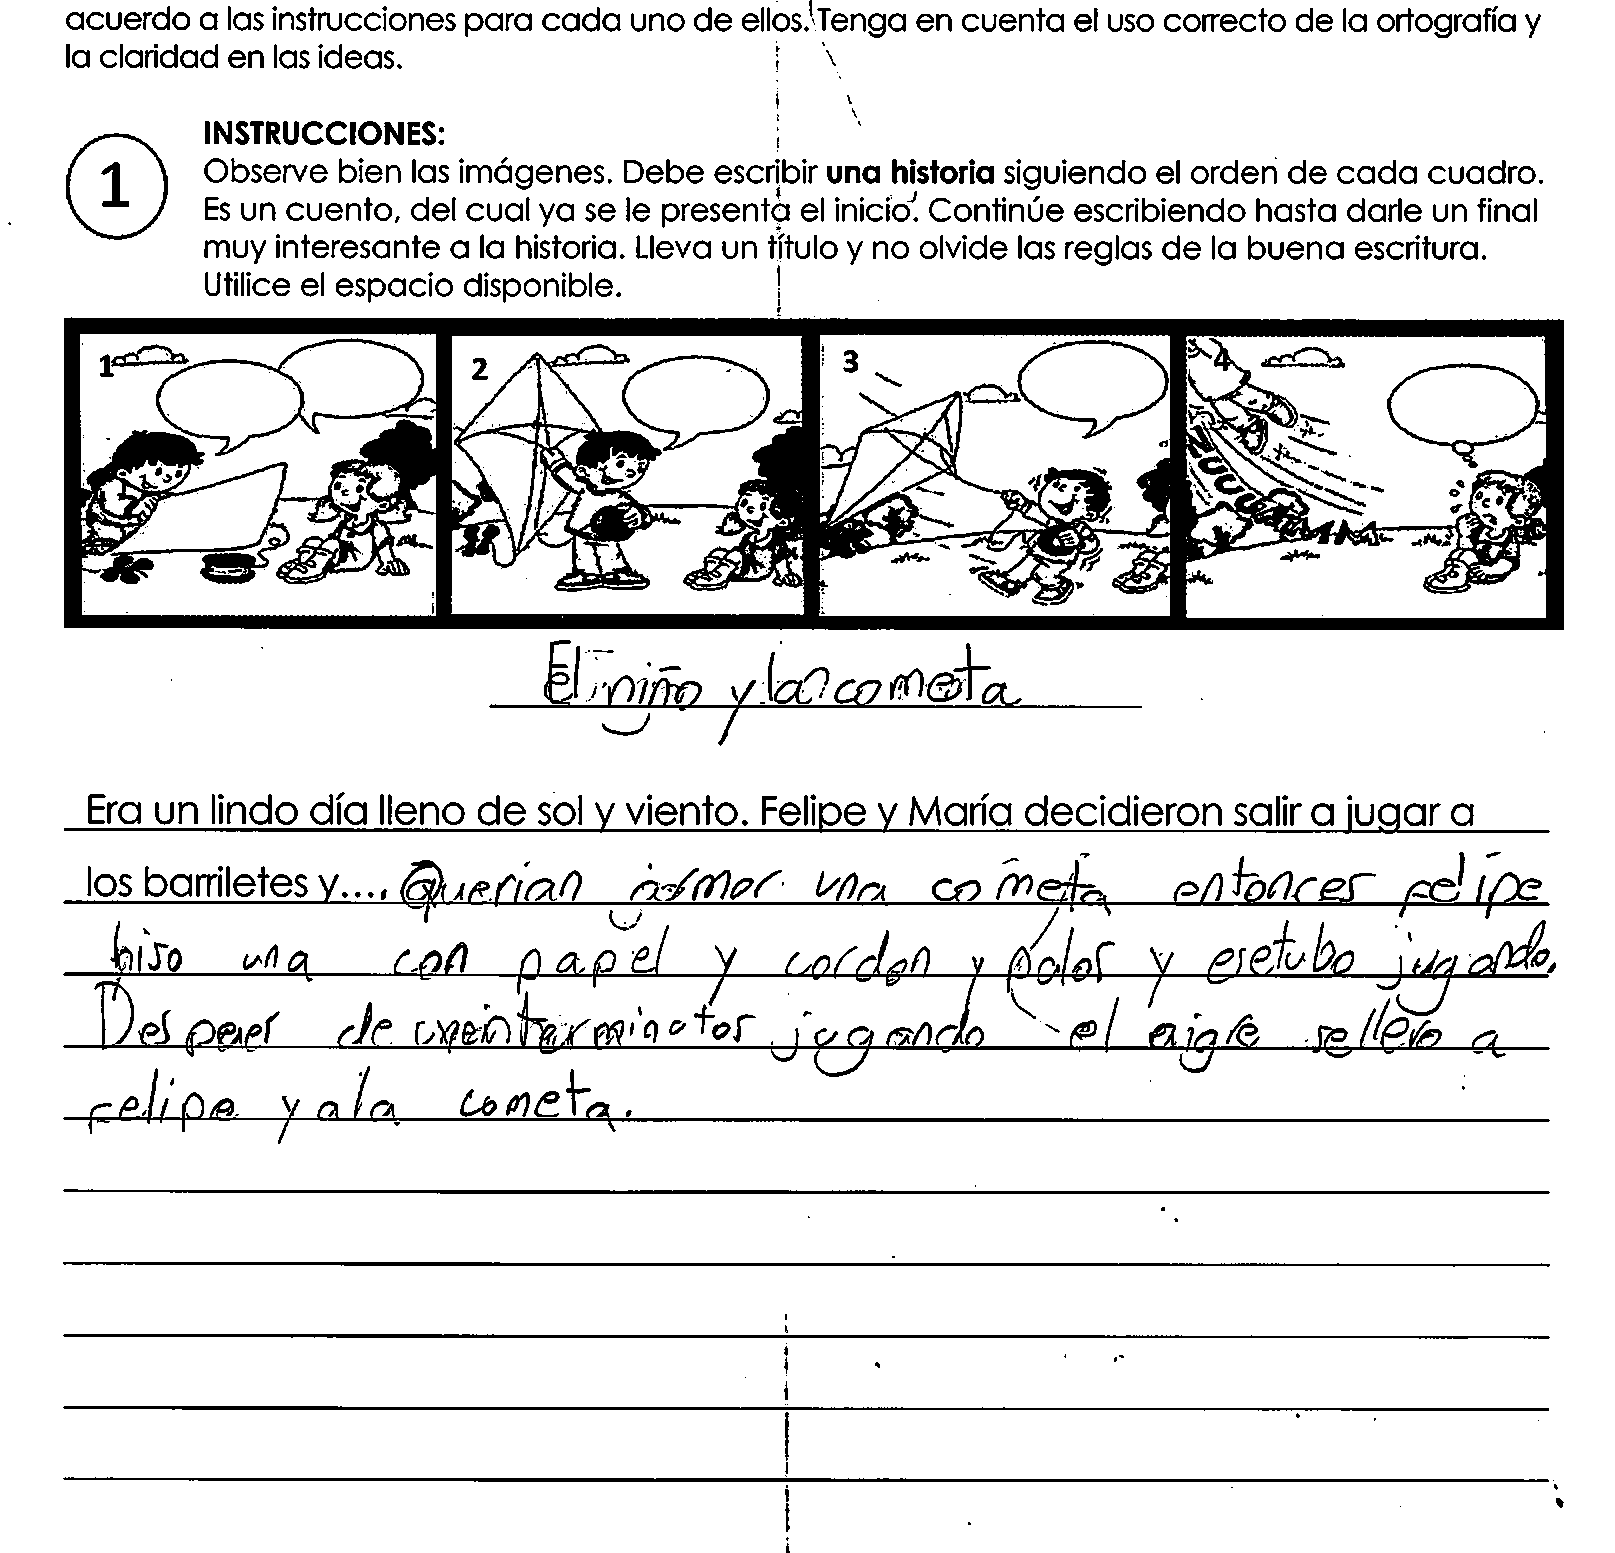 acuerdo a las instrucciones para cada uno de ellos. Tenga en cuenta el uso correcto de la ortografía y
la claridad en las ideas.
INSTRUCCIONES:
1
Observe bien las imágenes. Debe escribir una historia siguiendo el orden de cada cuadro.
Es un cuento, del cual ya se le presenta el inicio. Continúe escribiendo hasta darle un final
muy interesante a la historia. Lleva un título y no olvide las reglas de la buena escritura.
Utilice el espacio disponible.
1 2 3 4
El niño y la cometa
Era un lindo día lleno de sol y viento. Felipe y María decidieron salir a jugar a
los barriletes y.... Querian armar una cometa entonces felipe
hiso una con papel y cordon y palos y esetubo jugando.
Despues de jugando el aigre se llevo a
felipe y a la cometa.